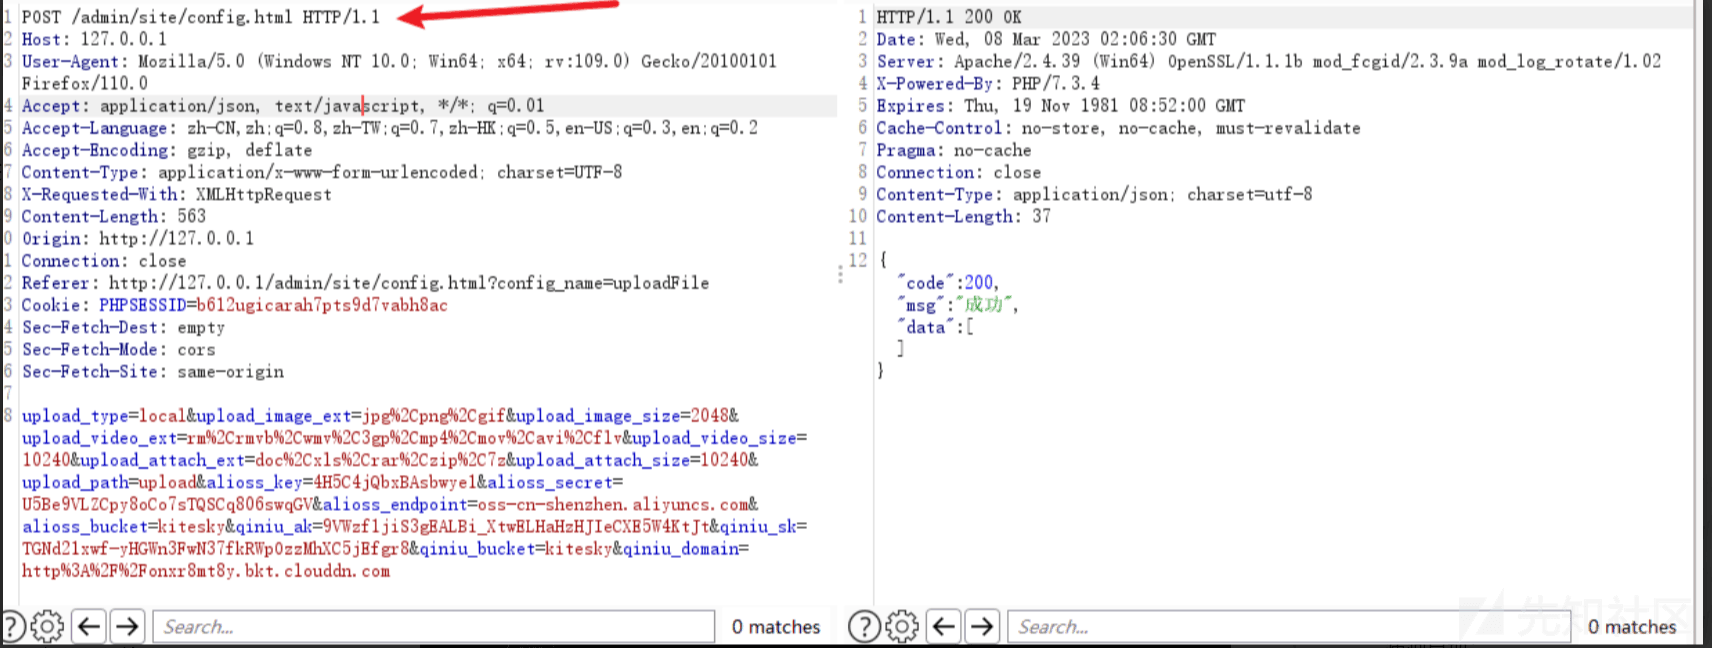 1 POST /admin/site/config.html HTTP/1.1
2 Host: 127.0.0.1
3 User-Agent: Mozilla/5.0 (Windows NT 10.0; Win64; x64; rv:109.0) Gecko/20100101
Firefox/110.0
4 Accept: application/json, text/javascript, */*; q=0.01
5 Accept-Language: zh-CN,zh;q=0.8,zh-TW;q=0.7,zh-HK;q=0.5,en-US;q=0.3,en;q=0.2
6 Accept-Encoding: gzip, deflate
7 Content-Type: application/x-www-form-urlencoded; charset=UTF-8
8 X-Requested-With: XMLHttpRequest
9 Content-Length: 563
0 Origin: http://127.0.0.1
1 Connection: close
2 Referer: http://127.0.0.1/admin/site/config.html?config_name=uploadFile
3 Cookie: PHPSESSID=b612ugicarah7pts9d7vabh8ac
4 Sec-Fetch-Dest: empty
5 Sec-Fetch-Mode: cors
6 Sec-Fetch-Site: same-origin
7
8 upload_type=local&upload_image_ext=jpg%2Cpng%2Cgif&upload_image_size=2048&
upload_video_ext=rm%2Crmvb%2Cwmv%2C3gp%2Cmp4%2Cmov%2Cavi%2Cflv&upload_video_size=
10240&upload_attach_ext=doc%2Cxls%2Crar%2Czip%2C7z&upload_attach_size=10240&
upload_path=upload&alioss_key=4H5C4jQbxBAsbwye1&alioss_secret=
U5Be9VLZCpy8oCo7sTQSCq806swqGV&alioss_endpoint=oss-cn-shenzhen.aliyuncs.com&
alioss_bucket=kitesky&qiniu_ak=9VWzf1jiS3gEALBi_XtwELHaHzHJIeCXE5W4KtJt&qiniu_sk=
TGNd21xwf-yHGWn3FwN37fkRWp0zzMhXC5jEfgr8&qiniu_bucket=kitesky&qiniu_domain=
http%3A%2F%2Fonxr8mt8y.bkt.clouddn.com
Search...
0 matches
1 HTTP/1.1 200 OK
2 Date: Wed, 08 Mar 2023 02:06:30 GMT
3 Server: Apache/2.4.39 (Win64) OpenSSL/1.1.1b mod_fcgid/2.3.9a mod_log_rotate/1.02
4 X-Powered-By: PHP/7.3.4
5 Expires: Thu, 19 Nov 1981 08:52:00 GMT
6 Cache-Control: no-store, no-cache, must-revalidate
7 Pragma: no-cache
8 Connection: close
9 Content-Type: application/json; charset=utf-8
10 Content-Length: 37
11
12 {
"code":200,
"msg":"成功",
"data":[
]
}
Search...
0 matches
先知社区